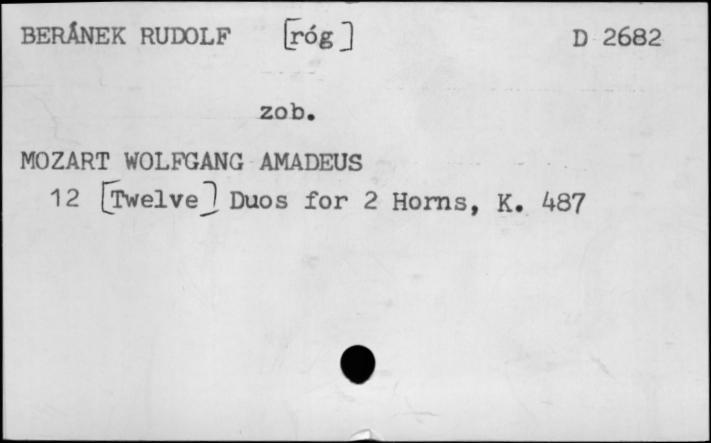 BERÁNEK RUDOLF [róg] D 2682
zob.
MOZART WOLFGANG AMADEUS
12 [Twelve] Duos for 2 Horns, K. 487